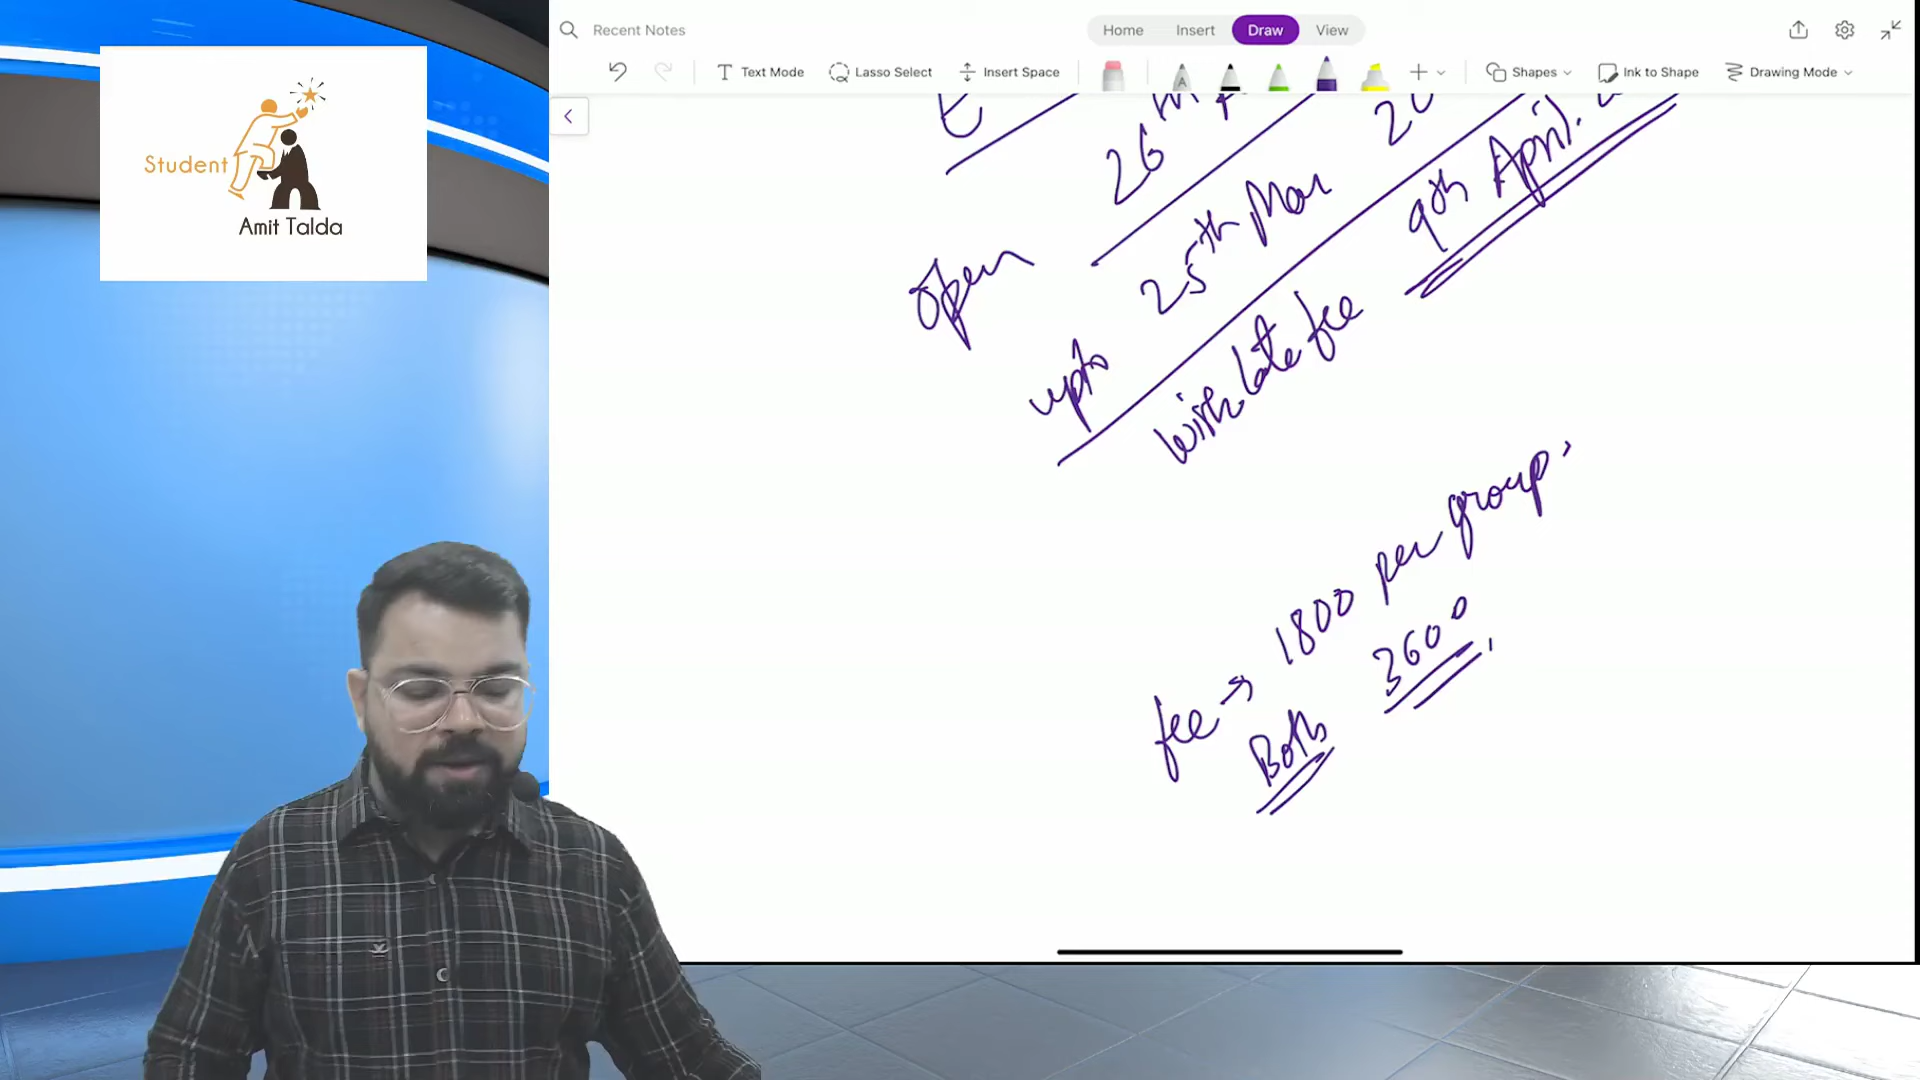 Student
Amit Talda
Recent Notes
Home Insert Draw View
Text Mode Lasso Select Insert Space A Shapes Ink to Shape Drawing Mode
26th
open 25th Mar
upto
with late fee 9th April.
fee → 1800 per group.
Both 3600